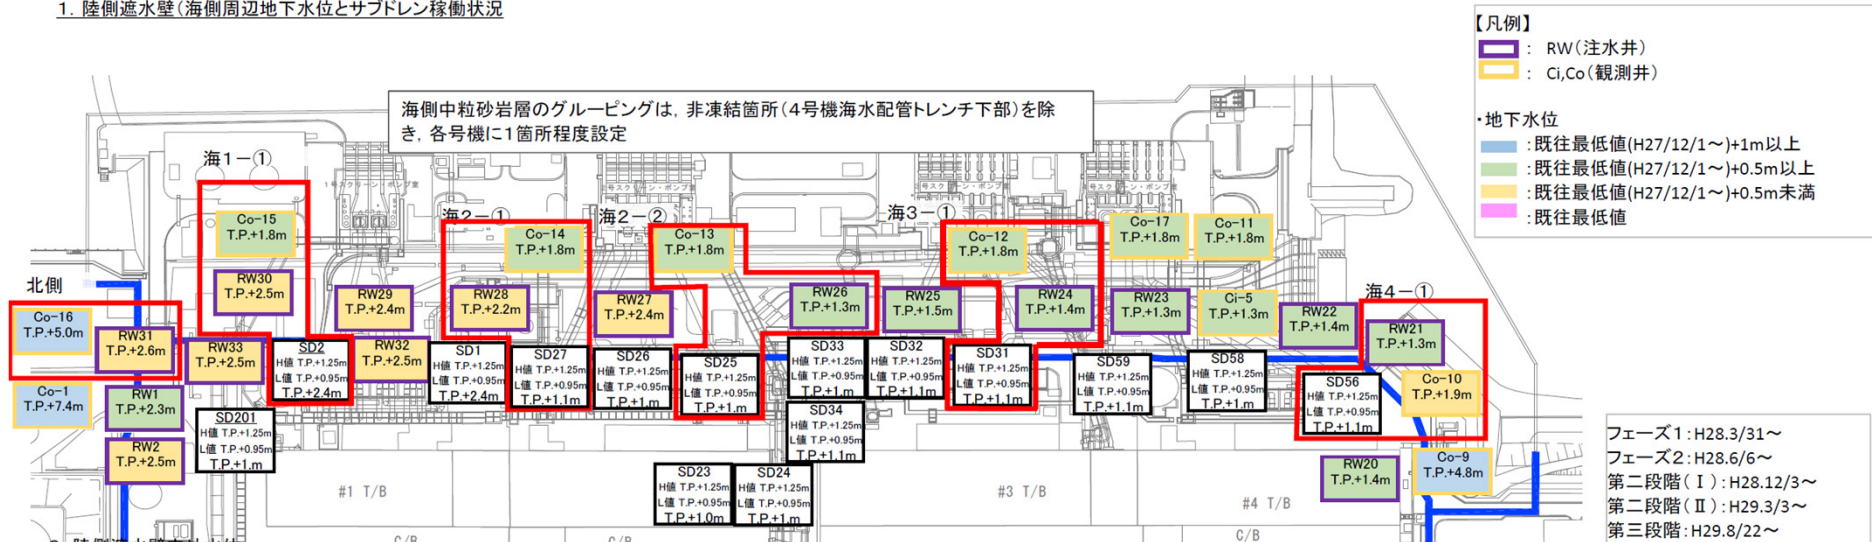 1. 陸側遮水壁(海側周辺地下水位とサブドレン稼働状況
【凡例】
: RW(注水井)
: Ci,Co(観測井)
・地下水位
:既往最低値(H27/12/1～)+1m以上
:既往最低値(H27/12/1～)+0.5m以上
:既往最低値(H27/12/1～)+0.5m未満
:既往最低値
海側中粒砂岩層のグルーピングは, 非凍結箇所(4号機海水配管トレンチ下部)を除
き, 各号機に1箇所程度設定
海1-①
海2-①
海2-②
海3-①
海4-①
1号スクリーン・ポンプ室
北側
Co-15
T.P.+1.8m
Co-14
T.P.+1.8m
Co-13
T.P.+1.8m
Co-12
T.P.+1.8m
Co-17
T.P.+1.8m
Co-11
T.P.+1.8m
RW30
T.P.+2.5m
RW29
T.P.+2.4m
RW28
T.P.+2.2m
RW27
T.P.+2.4m
RW26
T.P.+1.3m
RW25
T.P.+1.5m
RW24
T.P.+1.4m
RW23
T.P.+1.3m
Ci-5
T.P.+1.3m
RW22
T.P.+1.4m
RW21
T.P.+1.3m
Co-16
T.P.+5.0m
RW31
T.P.+2.6m
RW33
T.P.+2.5m
SD2
H値 T.P.+1.25m
L値 T.P.+0.95m
T.P.+2.4m
RW32
T.P.+2.5m
SD1
H値 T.P.+1.25m
L値 T.P.+0.95m
T.P.+2.4m
SD27
H値 T.P.+1.25m
L値 T.P.+0.95m
T.P.+1.1m
SD26
H値 T.P.+1.25m
L値 T.P.+0.95m
T.P.+1.m
SD25
H値 T.P.+1.25m
L値 T.P.+0.95m
T.P.+1.m
SD33
H値 T.P.+1.25m
L値 T.P.+0.95m
T.P.+1.m
SD32
H値 T.P.+1.25m
L値 T.P.+0.95m
T.P.+1.1m
SD31
H値 T.P.+1.25m
L値 T.P.+0.95m
T.P.+1.1m
SD59
H値 T.P.+1.25m
L値 T.P.+0.95m
T.P.+1.1m
SD58
H値 T.P.+1.25m
L値 T.P.+0.95m
T.P.+1.m
SD56
H値 T.P.+1.25m
L値 T.P.+0.95m
T.P.+1.1m
Co-10
T.P.+1.9m
Co-1
T.P.+7.4m
RW1
T.P.+2.3m
RW2
T.P.+2.5m
SD201
H値 T.P.+1.25m
L値 T.P.+0.95m
T.P.+1.m
SD34
H値 T.P.+1.25m
L値 T.P.+0.95m
T.P.+1.1m
SD23
H値 T.P.+1.25m
L値 T.P.+0.95m
T.P.+1.0m
SD24
H値 T.P.+1.25m
L値 T.P.+0.95m
T.P.+1.m
RW20
T.P.+1.4m
Co-9
T.P.+4.8m
#1 T/B
#3 T/B
#4 T/B
C/B
C/B
C/B
フェーズ1:H28.3/31～
フェーズ2:H28.6/6～
第二段階(Ⅰ):H28.12/3～
第二段階(Ⅱ):H29.3/3～
第三段階:H29.8/22～